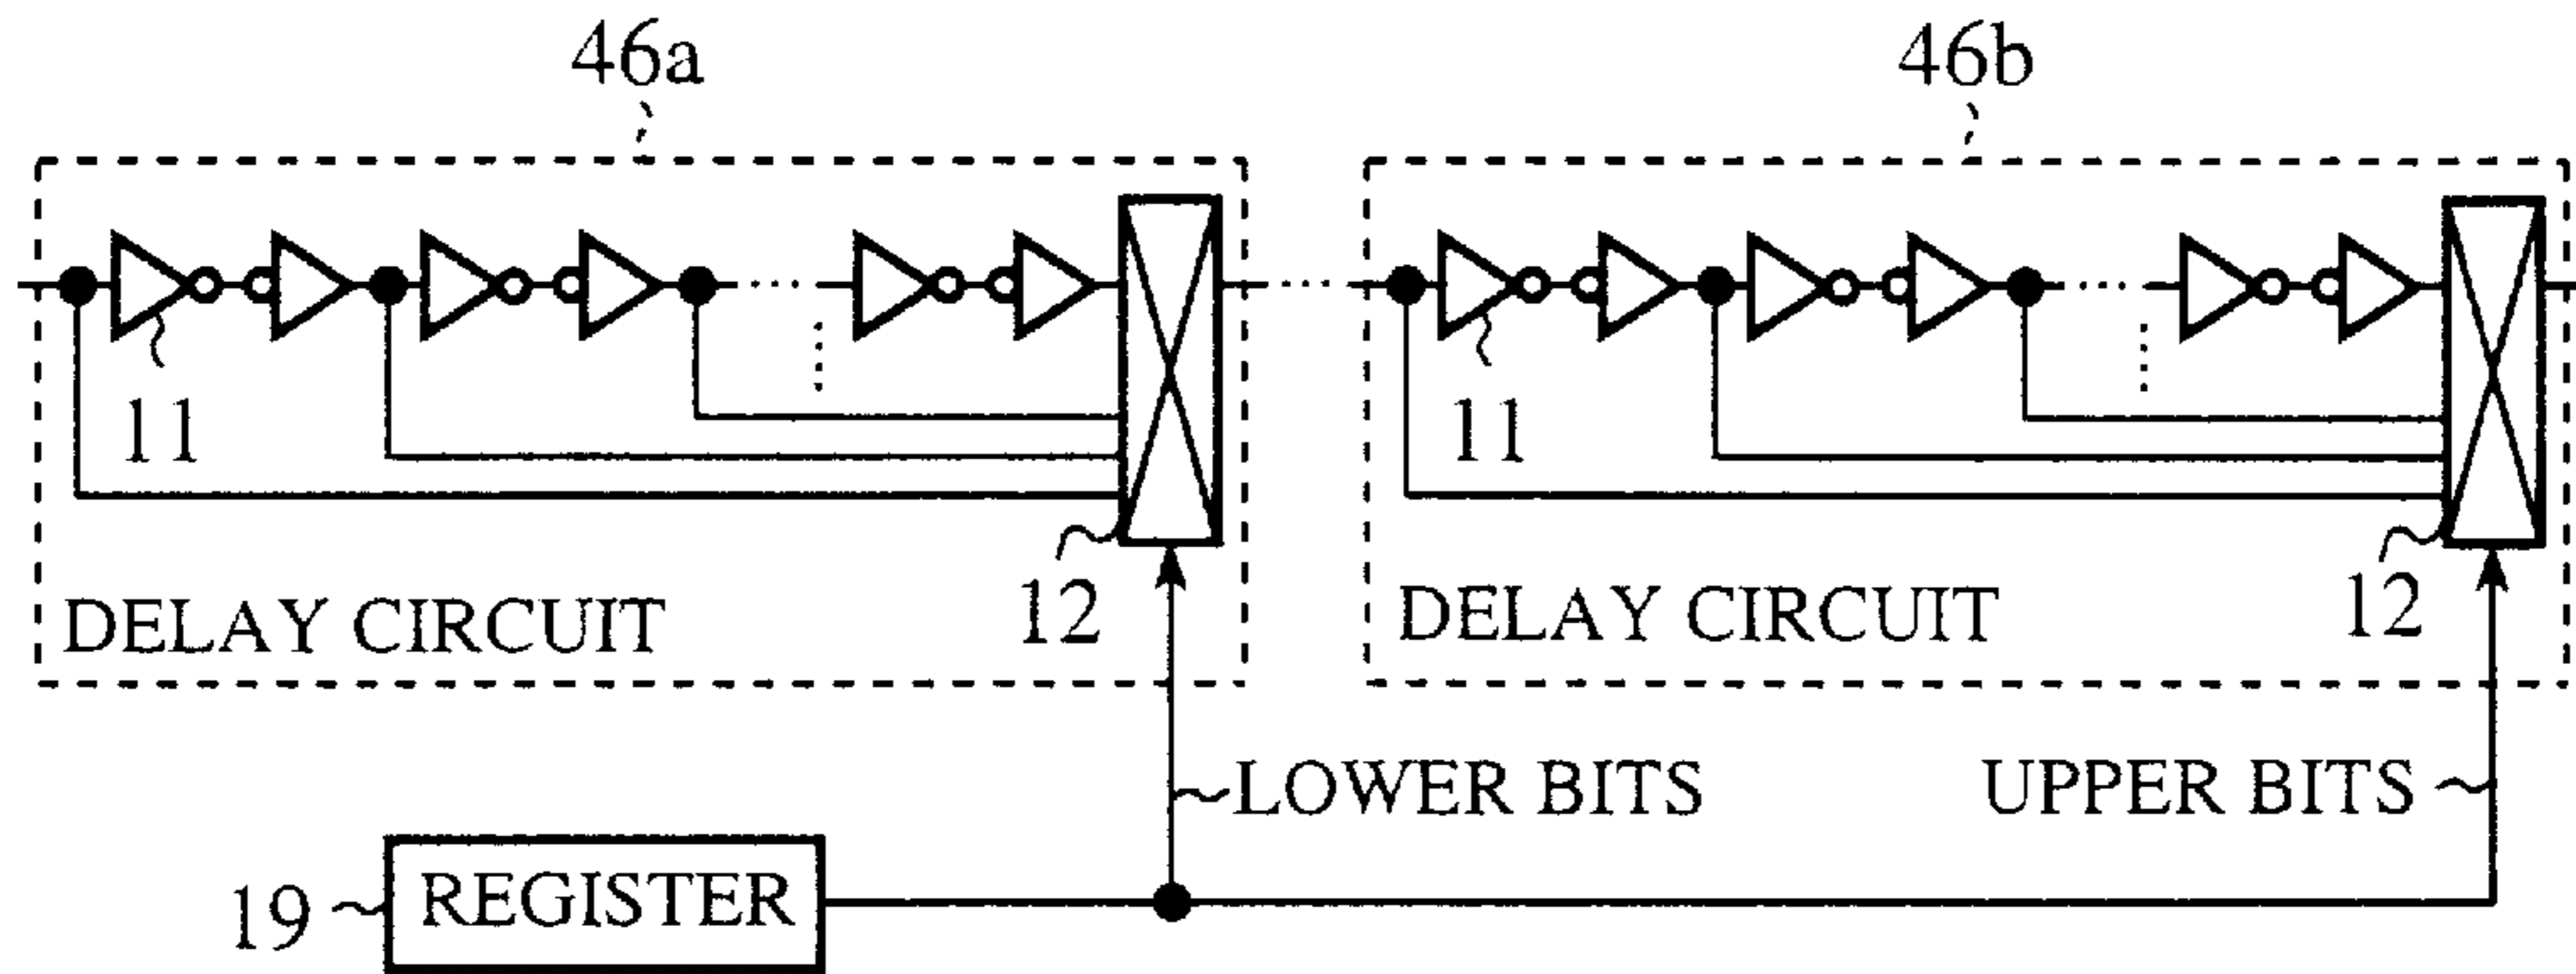 46a
46b
11
11
12
12
DELAY CIRCUIT
DELAY CIRCUIT
LOWER BITS
UPPER BITS
19
REGISTER